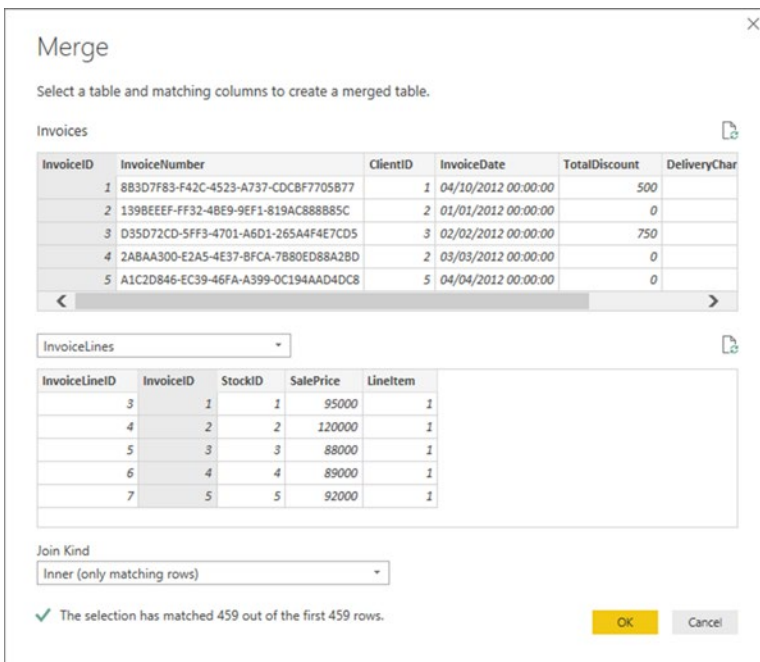 Merge
Select a table and matching columns to create a merged table.
Invoices
InvoiceID InvoiceNumber ClientID InvoiceDate TotalDiscount DeliveryChar
1 8B3D7F83-F42C-4523-A737-CDCBF7705B77 1 04/10/2012 00:00:00 500
2 139BEEEF-FF32-4BE9-9EF1-819AC888B85C 2 01/01/2012 00:00:00 0
3 D35D72CD-5FF3-4701-A6D1-265A4F4E7CD5 3 02/02/2012 00:00:00 750
4 2ABAA300-E2A5-4E37-BFCA-7B80ED88A2BD 2 03/03/2012 00:00:00 0
5 A1C2D846-EC39-46FA-A399-0C194AAD4DC8 5 04/04/2012 00:00:00 0
InvoiceLines
InvoiceLineID InvoiceID StockID SalePrice LineItem
3 1 1 95000 1
4 2 2 120000 1
5 3 3 88000 1
6 4 4 89000 1
7 5 5 92000 1
Join Kind
Inner (only matching rows)
The selection has matched 459 out of the first 459 rows.
OK Cancel